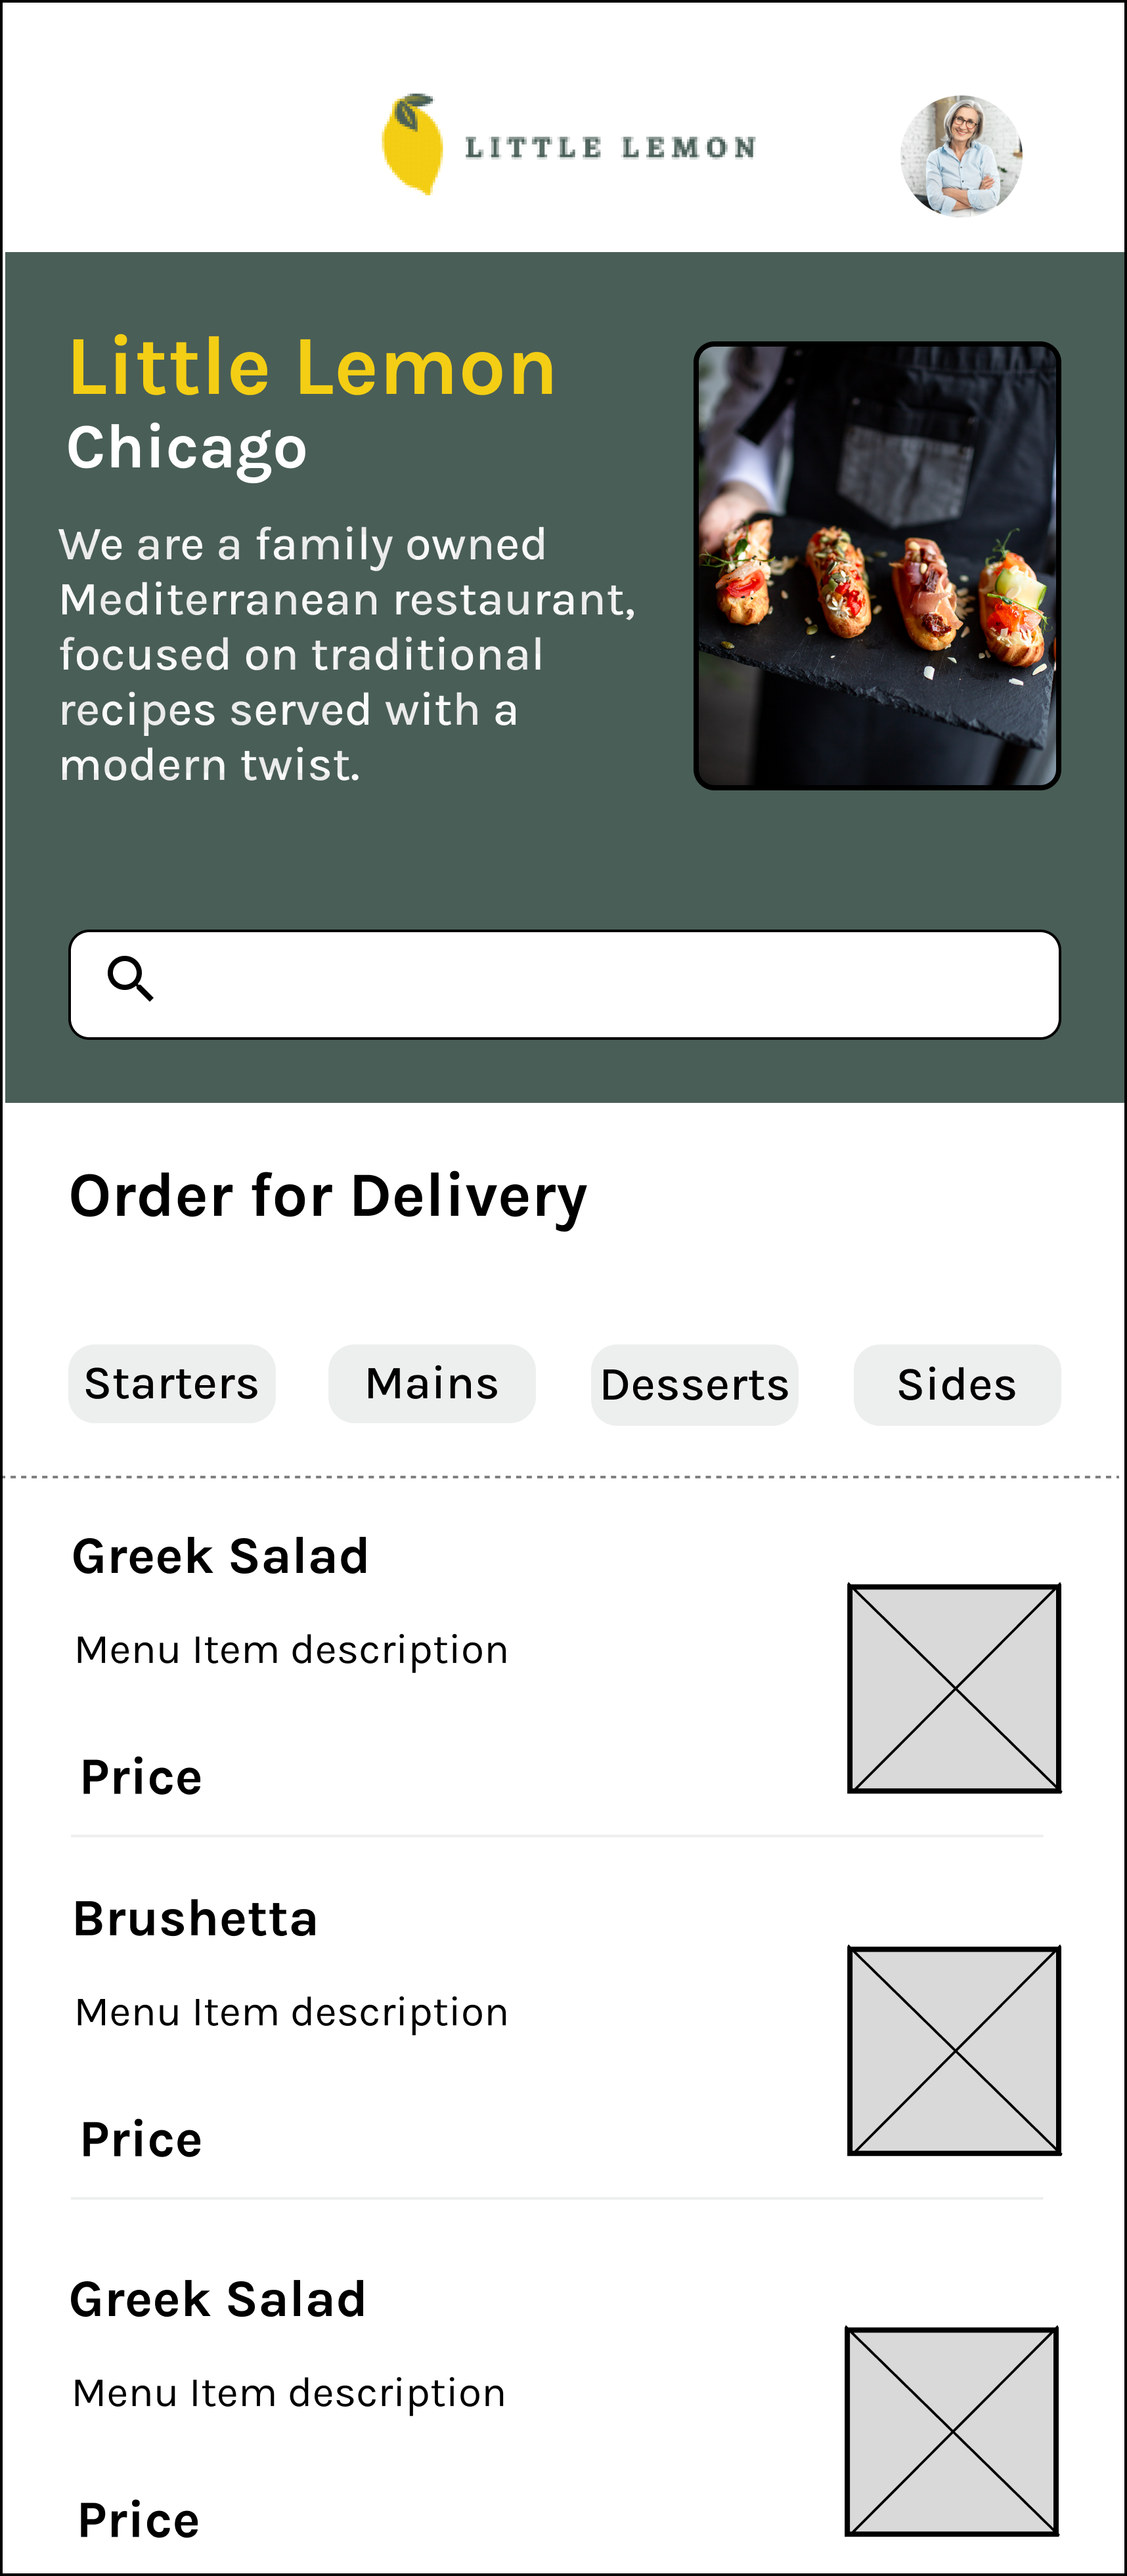 LITTLE LEMON
Little Lemon
Chicago
We are a family owned
Mediterranean restaurant,
focused on traditional
recipes served with a
modern twist.
Order for Delivery
Starters Mains Desserts Sides
Greek Salad
Menu Item description
Price
Brushetta
Menu Item description
Price
Greek Salad
Menu Item description
Price